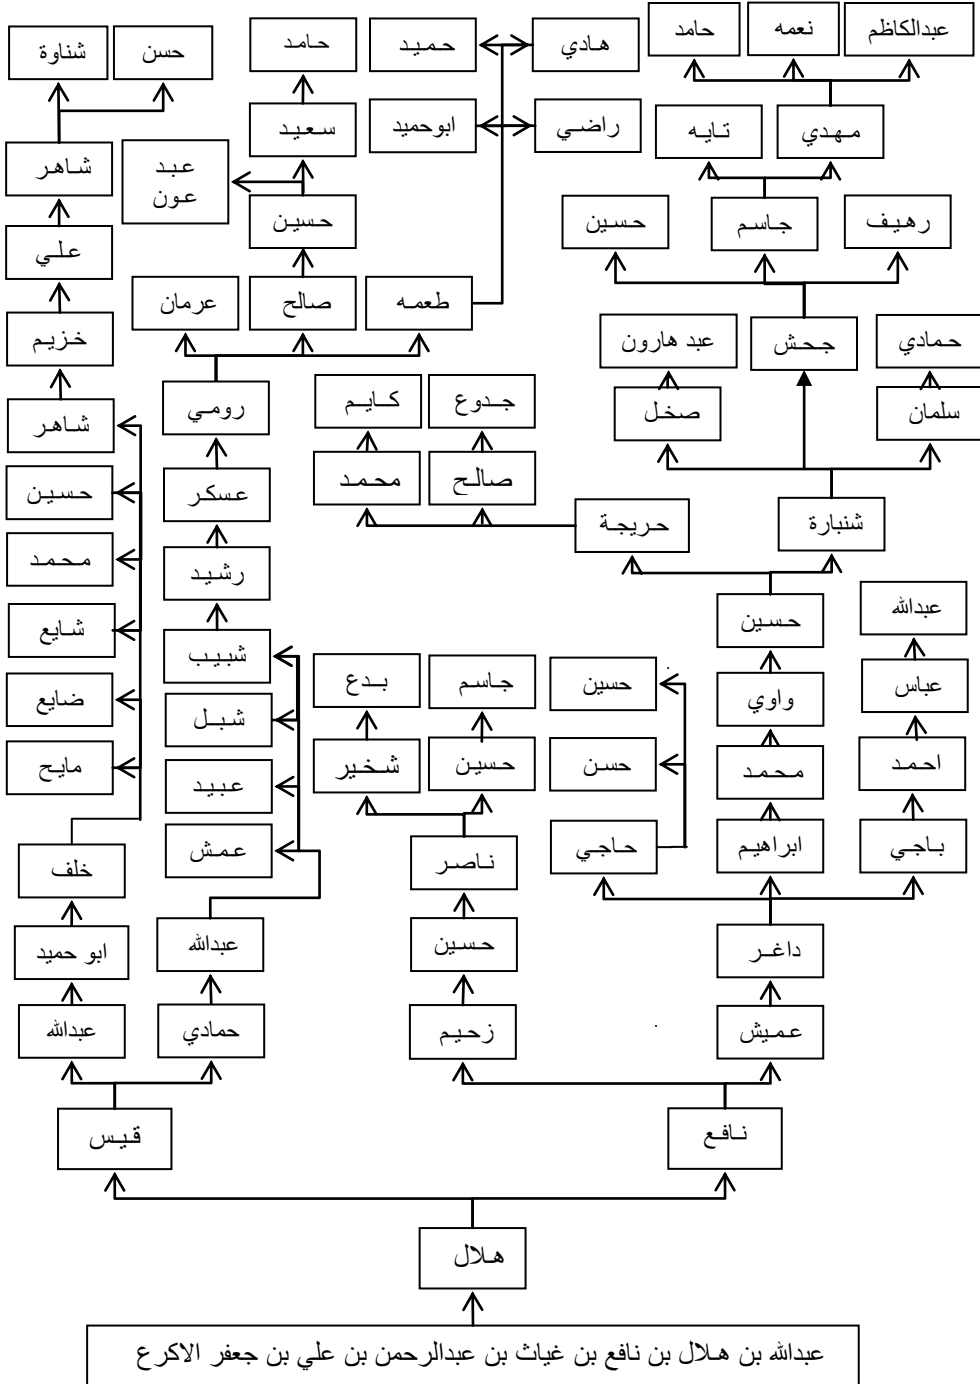 عبدالكاظم
نعمه
حامد
هادي
حميد
حامد
حسن
شناوة
مهدي
تايه
راضي
ابوحميد
سعيد
عبد
عون
شاهر
رهيف
جاسم
حسين
حسين
علي
طعمه
صالح
عرمان
حمادي
جحش
عبد هارون
خزيم
سلمان
صخل
جدوع
كايم
رومي
شاهر
صالح
محمد
عسكر
حسين
شنبارة
حريجة
محمد
رشيد
عبدالله
حسين
شايع
شبيب
عباس
واوي
حسين
جاسم
بدع
شبل
ضايع
احمد
محمد
حسن
حسين
شخير
عبيد
مايح
باجي
ابراهيم
حاجي
ناصر
عمش
خلف
داغر
حسين
عبدالله
ابو حميد
عميش
زحيم
حمادي
عبدالله
نافع
قيس
هلال
عبدالله بن هلال بن نافع بن غياث بن عبدالرحمن بن علي بن جعفر الاكرع